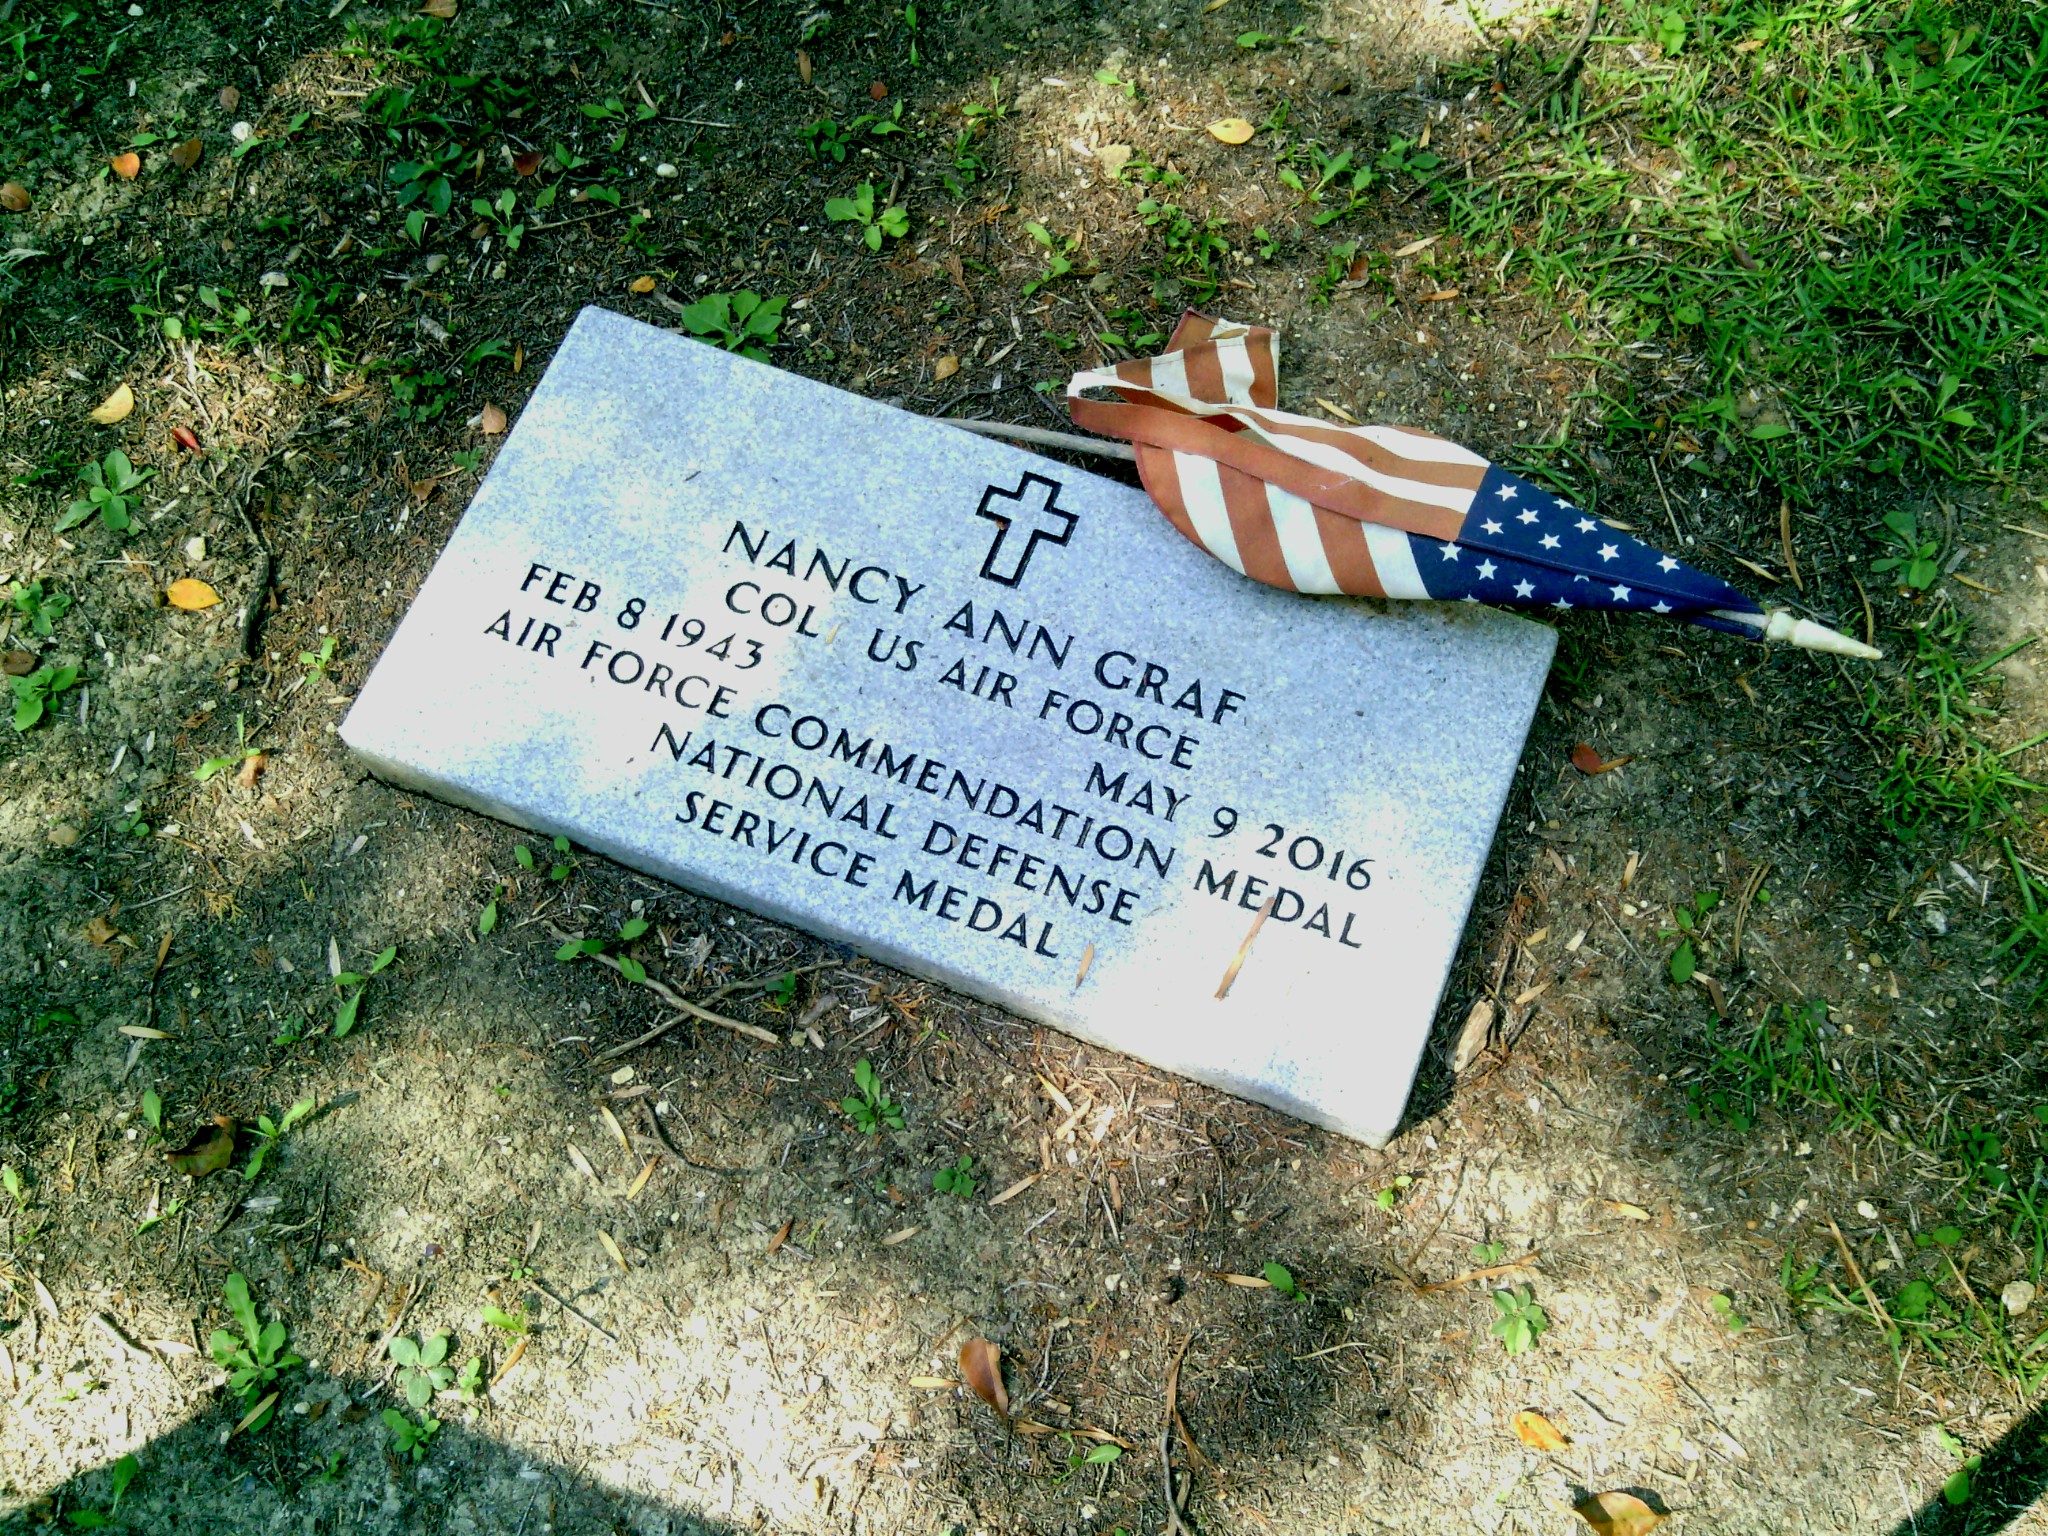 NANCY ANN GRAF
COL US AIR FORCE
FEB 8 1943 MAY 9 2016
AIR FORCE COMMENDATION MEDAL
NATIONAL DEFENSE
SERVICE MEDAL